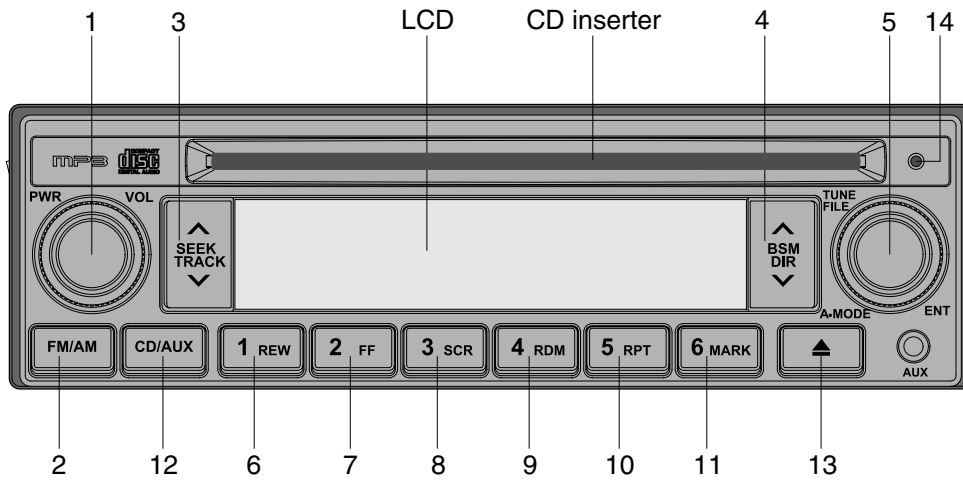 1 3 LCD CD inserter 4 5 14
MP3 COMPACT
disc
DIGITAL AUDIO
PWR VOL TUNE
FILE
SEEK
TRACK
BSM
DIR
A•MODE ENT
FM/AM CD/AUX 1 REW 2 FF 3 SCR 4 RDM 5 RPT 6 MARK
AUX
2 12 6 7 8 9 10 11 13